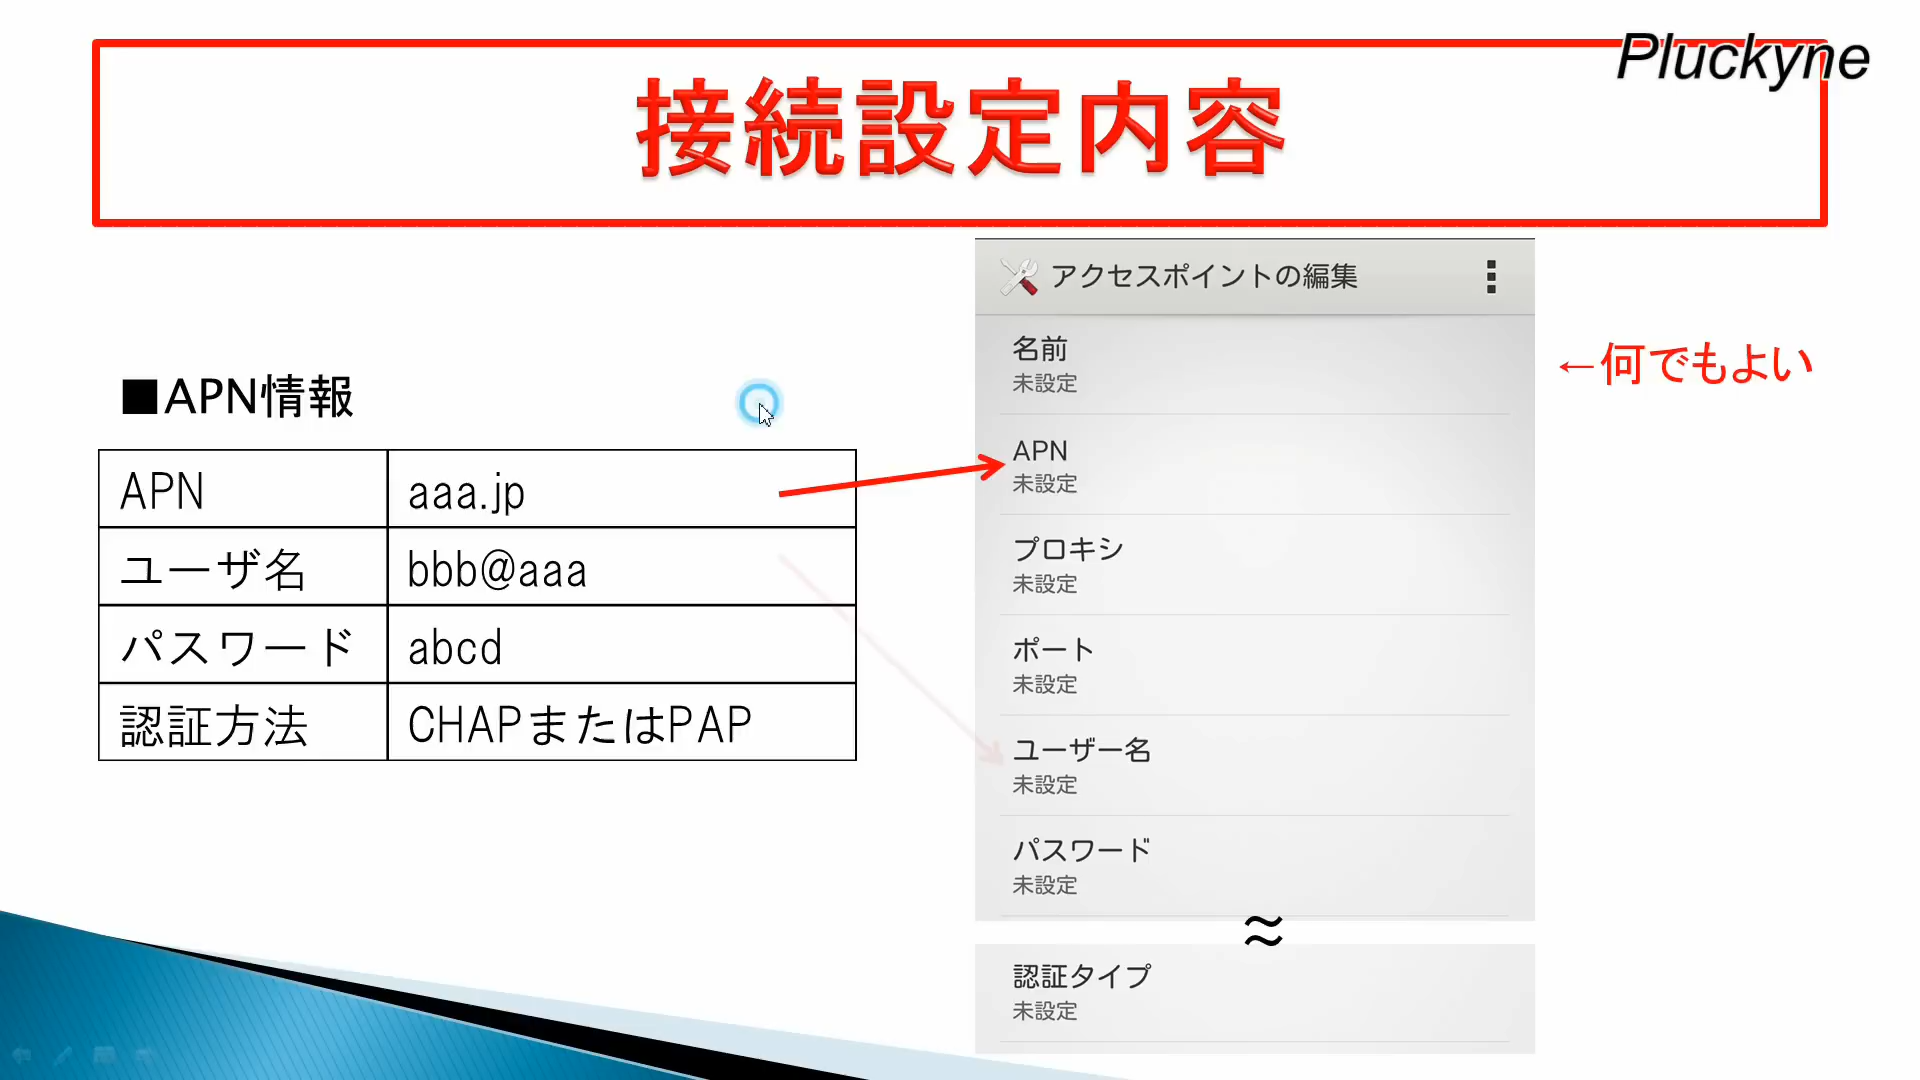 Pluckyne
接続設定内容
■APN情報
APN aaa.jp
ユーザ名 bbb@aaa
パスワード abcd
認証方法 CHAPまたはPAP
アクセスポイントの編集
名前
未設定
←何でもよい
APN
未設定
プロキシ
未設定
ポート
未設定
ユーザー名
未設定
パスワード
未設定
≈
認証タイプ
未設定